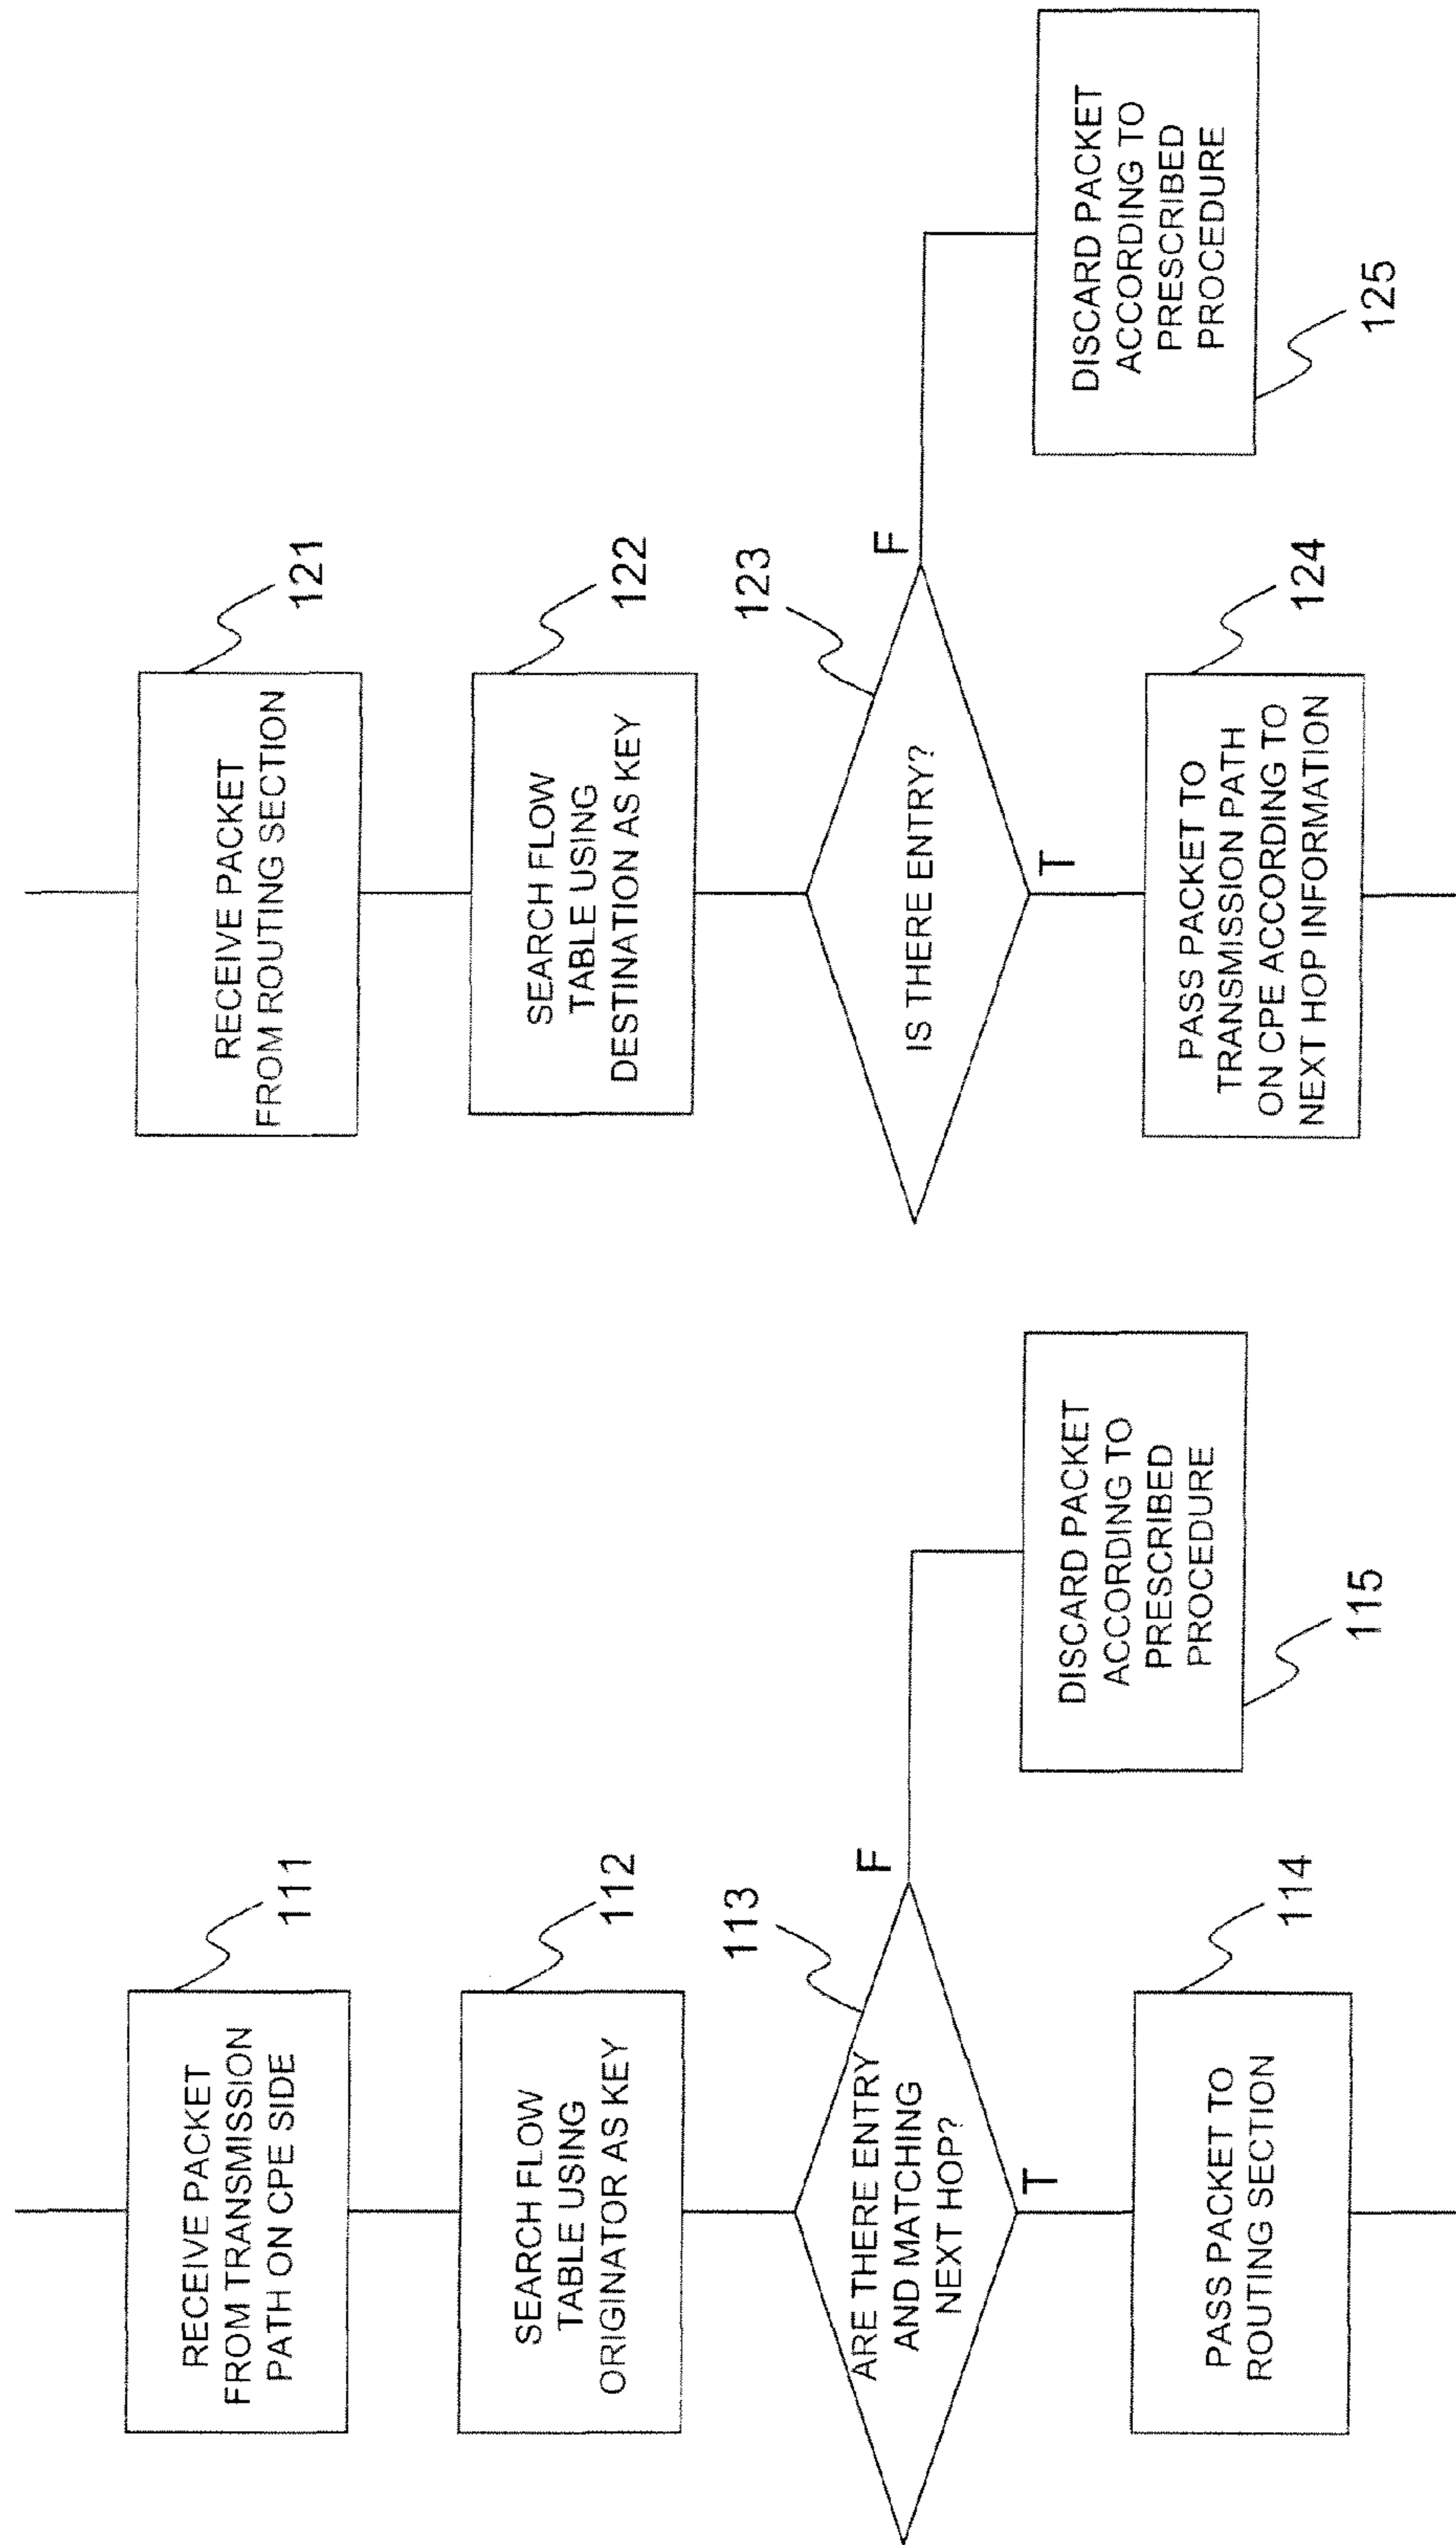 RECEIVE PACKET
FROM TRANSMISSION
PATH ON CPE SIDE
111
SEARCH FLOW
TABLE USING
ORIGINATOR AS KEY
112
ARE THERE ENTRY
AND MATCHING
NEXT HOP?
113
F
T
PASS PACKET TO
ROUTING SECTION
114
DISCARD PACKET
ACCORDING TO
PRESCRIBED
PROCEDURE
115
RECEIVE PACKET
FROM ROUTING SECTION
121
SEARCH FLOW
TABLE USING
DESTINATION AS KEY
122
IS THERE ENTRY?
123
F
T
PASS PACKET TO
TRANSMISSION PATH
ON CPE ACCORDING TO
NEXT HOP INFORMATION
124
DISCARD PACKET
ACCORDING TO
PRESCRIBED
PROCEDURE
125